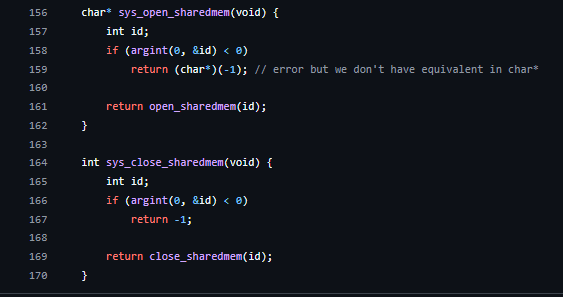 156 char* sys_open_sharedmem(void) {
157     int id;
158     if (argint(0, &id) < 0)
159         return (char*)(-1); // error but we don't have equivalent in char*
160
161     return open_sharedmem(id);
162 }
163
164 int sys_close_sharedmem(void) {
165     int id;
166     if (argint(0, &id) < 0)
167         return -1;
168
169     return close_sharedmem(id);
170 }